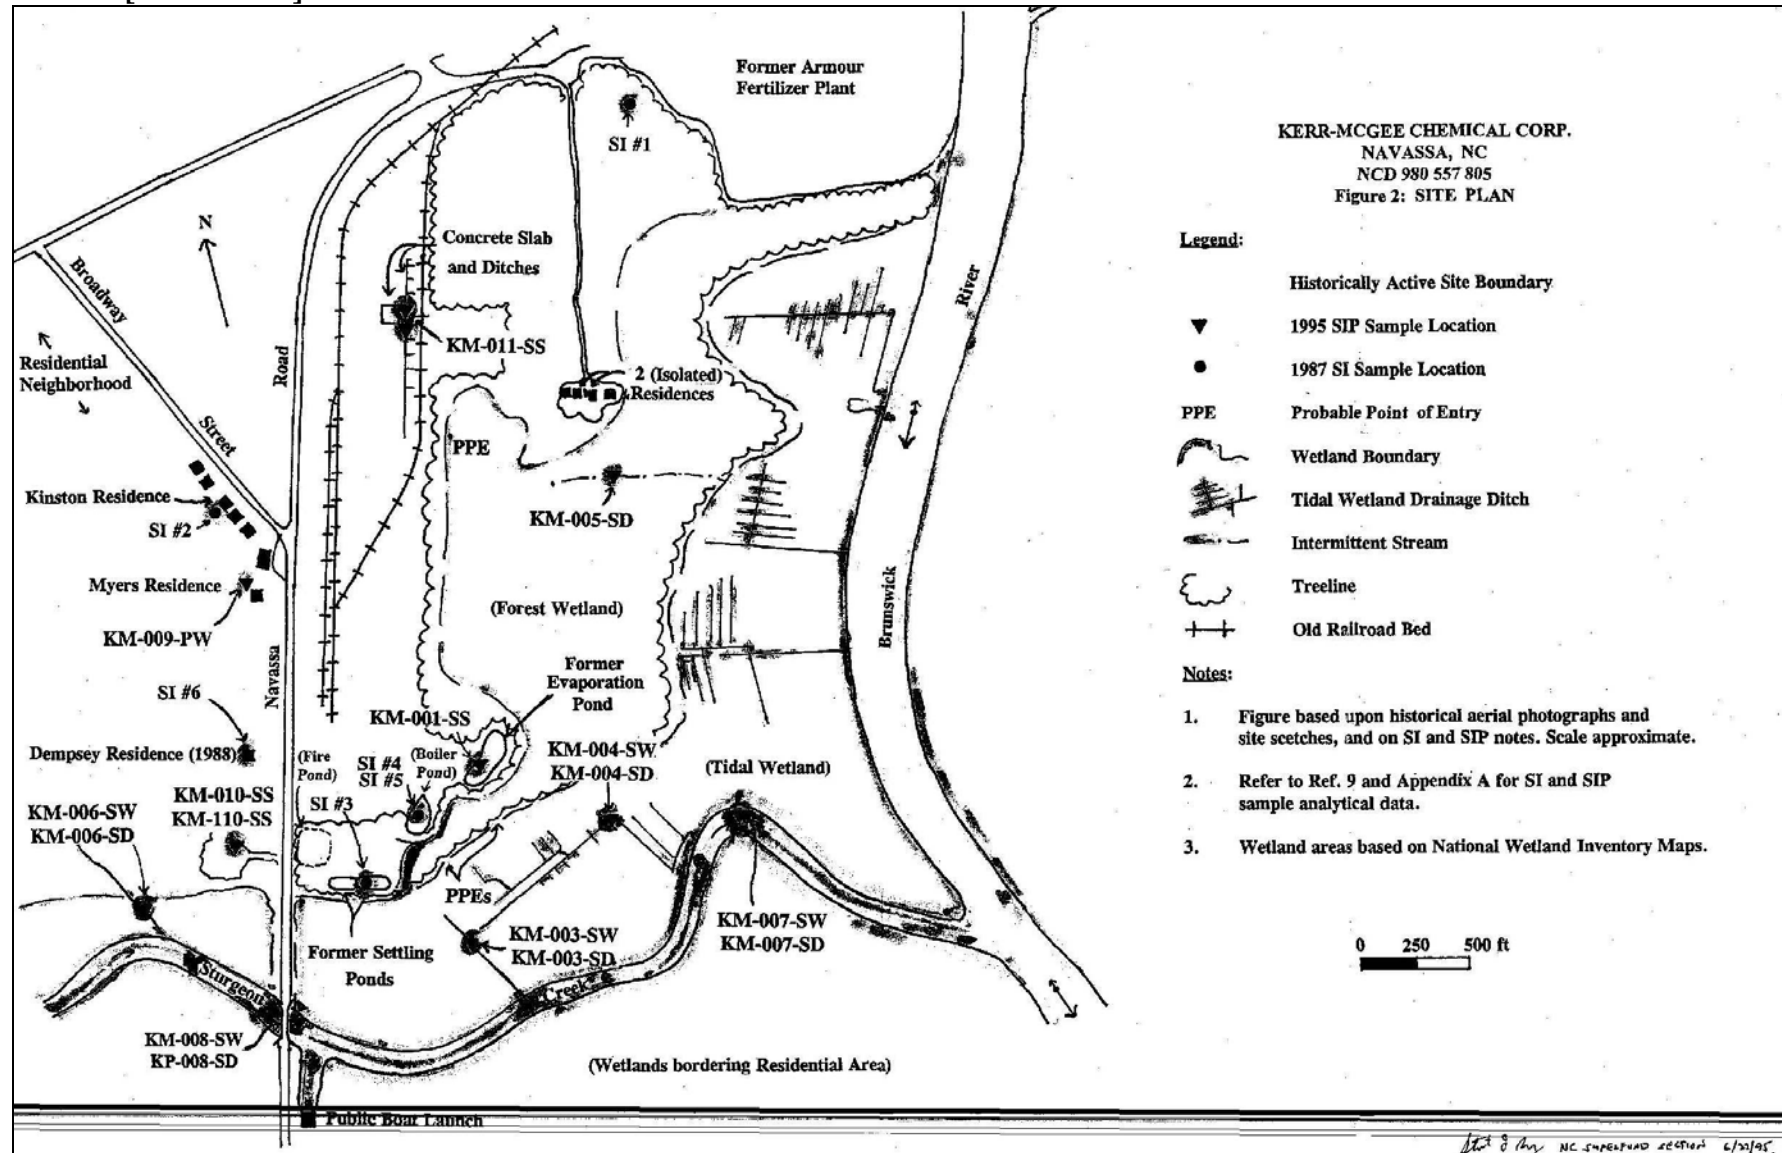 Former Armour
Fertilizer Plant
SI #1
N
Concrete Slab
and Ditches
KM-011-SS
Broadway
Street
Residential
Neighborhood
Road
River
2 (Isolated)
Residences
PPE
Kinston Residence
SI #2
KM-005-SD
Myers Residence
KM-009-PW
(Forest Wetland)
Brunswick
Navassa
SI #6
Former
Evaporation
Pond
KM-001-SS
Dempsey Residence (1988)
(Fire
Pond)
SI #4
SI #5
(Boiler
Pond)
KM-004-SW
KM-004-SD
(Tidal Wetland)
SI #3
KM-010-SS
KM-110-SS
KM-006-SW
KM-006-SD
PPEs
KM-007-SW
KM-007-SD
KM-003-SW
KM-003-SD
Former Settling
Ponds
Sturgeon
Creek
KM-008-SW
KP-008-SD
(Wetlands bordering Residential Area)
Public Boat Launch
KERR-MCGEE CHEMICAL CORP.
NAVASSA, NC
NCD 980 557 805
Figure 2: SITE PLAN
Legend:
Historically Active Site Boundary
1995 SIP Sample Location
1987 SI Sample Location
PPE Probable Point of Entry
Wetland Boundary
Tidal Wetland Drainage Ditch
Intermittent Stream
Treeline
Old Railroad Bed
Notes:
1. Figure based upon historical aerial photographs and
site scetches, and on SI and SIP notes. Scale approximate.
2. Refer to Ref. 9 and Appendix A for SI and SIP
sample analytical data.
3. Wetland areas based on National Wetland Inventory Maps.
0 250 500 ft
NC SUPERFUND SECTION 6/22/95